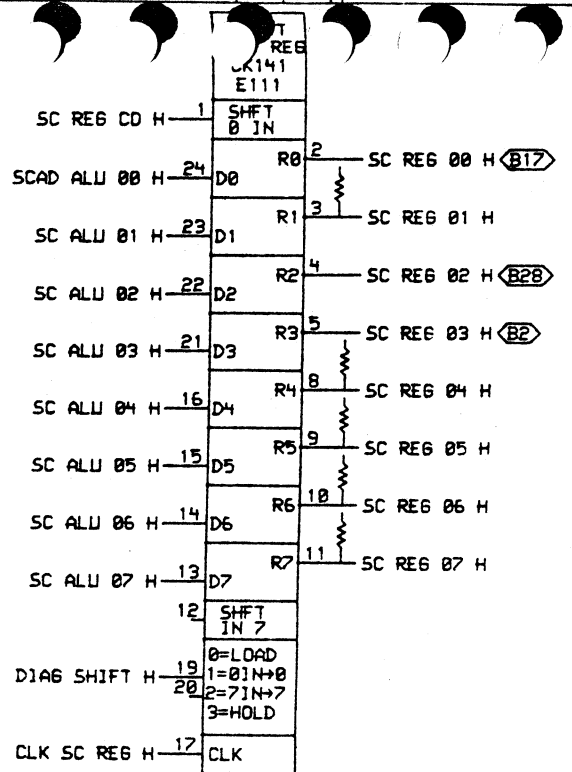 REG
141
E111
SHFT
0 IN
SC REG CD H 1
R0 2 SC REG 00 H B17
SCAD ALU 00 H 24 D0
R1 3 SC REG 01 H
SC ALU 01 H 23 D1
R2 4 SC REG 02 H B28
SC ALU 02 H 22 D2
R3 5 SC REG 03 H B2
SC ALU 03 H 21 D3
R4 8 SC REG 04 H
SC ALU 04 H 16 D4
R5 9 SC REG 05 H
SC ALU 05 H 15 D5
R6 10 SC REG 06 H
SC ALU 06 H 14 D6
R7 11 SC REG 07 H
SC ALU 07 H 13 D7
12 SHFT
IN 7
0=LOAD
DIAG SHIFT H 19 1=0IN→0
20 2=7IN→7
3=HOLD
CLK SC REG H 17 CLK